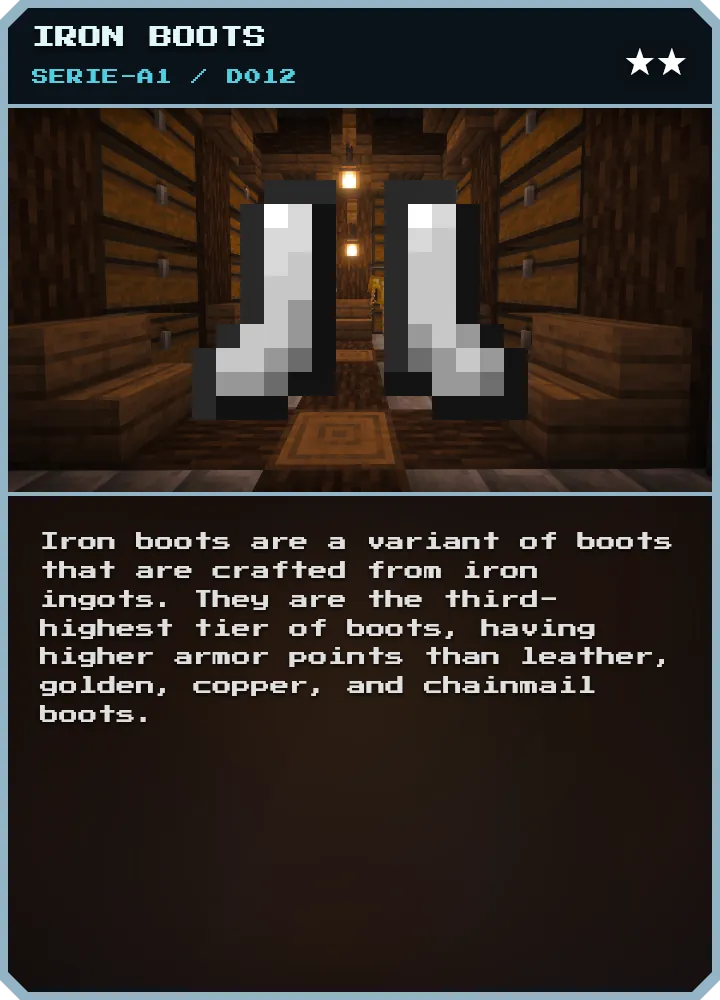 IRON BOOTS
SERIE-A1 / D012
★★
Iron boots are a variant of boots
that are crafted from iron
ingots. They are the third-
highest tier of boots, having
higher armor points than leather,
golden, copper, and chainmail
boots.